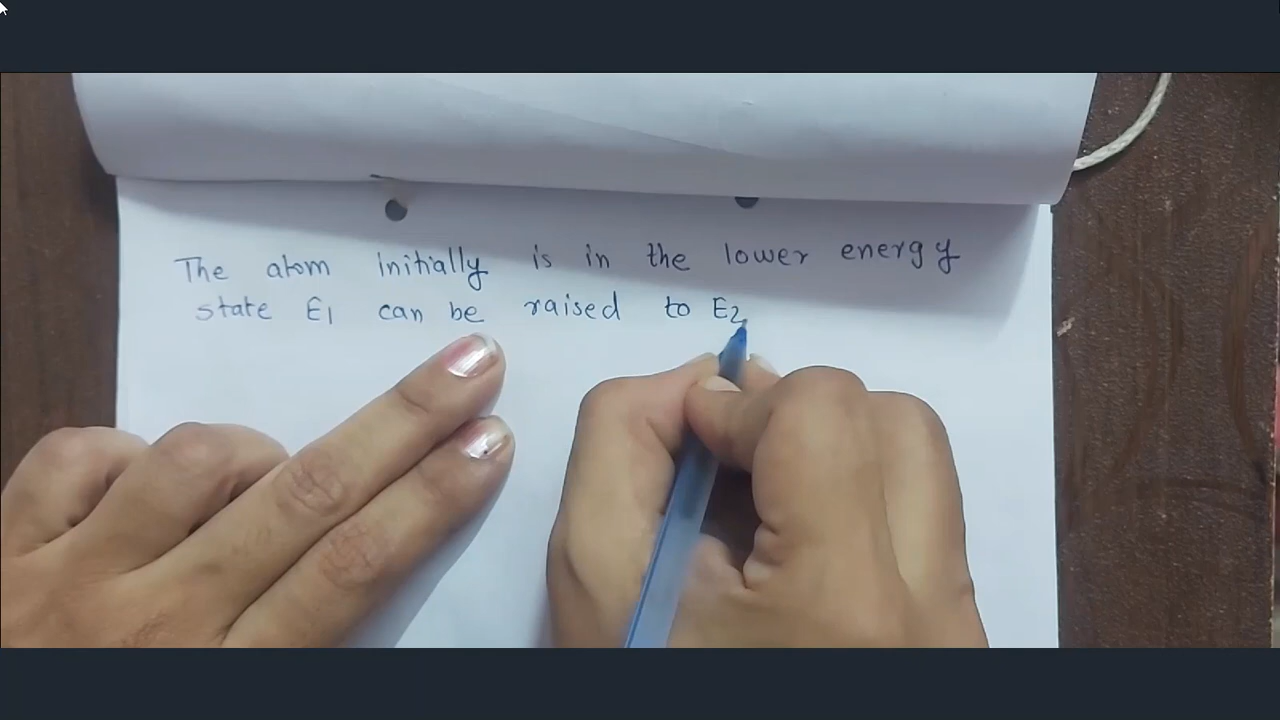 The atom initially is in the lower energy
state E1 can be raised to E2